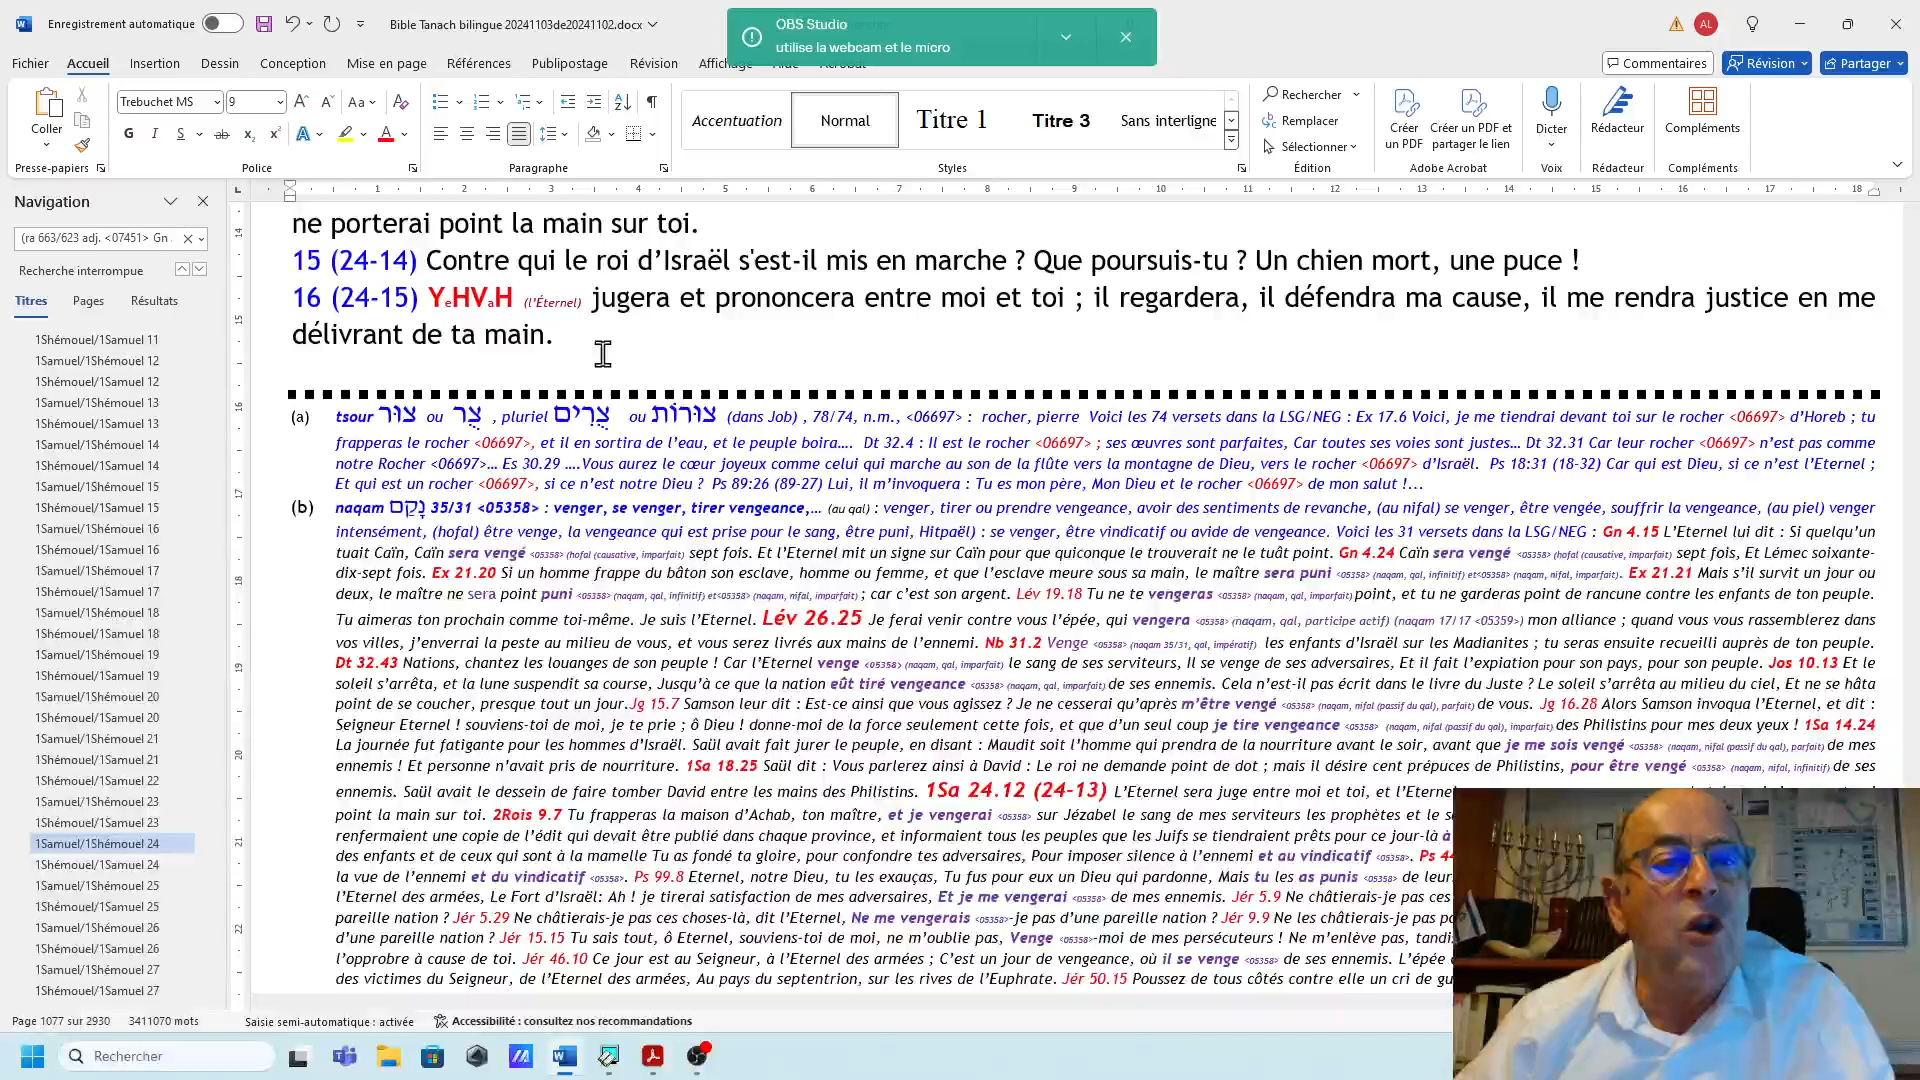 Enregistrement automatique
Bible Tanach bilingue 20241103de20241102.docx
OBS Studio
utilise la webcam et le micro
AL
Fichier Accueil Insertion Dessin Conception Mise en page Références Publipostage Révision Affichage Aide Acrobat
Commentaires Révision Partager
Coller
Trebuchet MS 9
Accentuation Normal Titre 1 Titre 3 Sans interligne
Rechercher
Remplacer
Sélectionner
Créer un PDF
Créer un PDF et partager le lien
Dicter
Rédacteur
Compléments
Presse-papiers Police Paragraphe Styles Édition Adobe Acrobat Voix Rédacteur Compléments
Navigation
(ra 663/623 adj. <07451> Gn
Recherche interrompue
Titres Pages Résultats
1Shémouel/1Samuel 11
1Samuel/1Shémouel 12
1Shémouel/1Samuel 12
1Samuel/1Shémouel 13
1Shémouel/1Samuel 13
1Samuel/1Shémouel 14
1Shémouel/1Samuel 14
1Samuel/1Shémouel 15
1Shémouel/1Samuel 15
1Samuel/1Shémouel 16
1Shémouel/1Samuel 16
1Samuel/1Shémouel 17
1Shémouel/1Samuel 17
1Samuel/1Shémouel 18
1Shémouel/1Samuel 18
1Samuel/1Shémouel 19
1Shémouel/1Samuel 19
1Samuel/1Shémouel 20
1Shémouel/1Samuel 20
1Samuel/1Shémouel 21
1Shémouel/1Samuel 21
1Samuel/1Shémouel 22
1Samuel/1Shémouel 23
1Shémouel/1Samuel 23
1Samuel/1Shémouel 24
1Shémouel/1Samuel 24
1Samuel/1Shémouel 25
1Shémouel/1Samuel 25
1Samuel/1Shémouel 26
1Shémouel/1Samuel 26
1Samuel/1Shémouel 27
1Shémouel/1Samuel 27
ne porterai point la main sur toi.
15 (24-14) Contre qui le roi d’Israël s'est-il mis en marche ? Que poursuis-tu ? Un chien mort, une puce !
16 (24-15) YeHVaH (l’Éternel) jugera et prononcera entre moi et toi ; il regardera, il défendra ma cause, il me rendra justice en me
délivrant de ta main.
(a) tsour צוּר ou צֻר , pluriel צֻרִים ou צוּרוֹת (dans Job) , 78/74, n.m., <06697> : rocher, pierre Voici les 74 versets dans la LSG/NEG : Ex 17.6 Voici, je me tiendrai devant toi sur le rocher <06697> d’Horeb ; tu
frapperas le rocher <06697>, et il en sortira de l’eau, et le peuple boira…. Dt 32.4 : Il est le rocher <06697> ; ses œuvres sont parfaites, Car toutes ses voies sont justes… Dt 32.31 Car leur rocher <06697> n’est pas comme
notre Rocher <06697>… Es 30.29 ….Vous aurez le cœur joyeux comme celui qui marche au son de la flûte vers la montagne de Dieu, vers le rocher <06697> d’Israël. Ps 18:31 (18-32) Car qui est Dieu, si ce n’est l’Eternel ;
Et qui est un rocher <06697>, si ce n’est notre Dieu ? Ps 89:26 (89-27) Lui, il m’invoquera : Tu es mon père, Mon Dieu et le rocher <06697> de mon salut !...
(b) naqam נָקַם 35/31 <05358> : venger, se venger, tirer vengeance,… (au qal) : venger, tirer ou prendre vengeance, avoir des sentiments de revanche, (au nifal) se venger, être vengée, souffrir la vengeance, (au piel) venger
intensément, (hofal) être venge, la vengeance qui est prise pour le sang, être puni, Hitpaël) : se venger, être vindicatif ou avide de vengeance. Voici les 31 versets dans la LSG/NEG : Gn 4.15 L’Eternel lui dit : Si quelqu’un
tuait Caïn, Caïn sera vengé <05358> (hofal (causative, imparfait) sept fois. Et l’Eternel mit un signe sur Caïn pour que quiconque le trouverait ne le tuât point. Gn 4.24 Caïn sera vengé <05358> (hofal (causative, imparfait) sept fois, Et Lémec soixante-
dix-sept fois. Ex 21.20 Si un homme frappe du bâton son esclave, homme ou femme, et que l’esclave meure sous sa main, le maître sera puni <05358> (naqam, qal, infinitif) et<05358> (naqam, nifal, imparfait). Ex 21.21 Mais s’il survit un jour ou
deux, le maître ne sera point puni <05358> (naqam, qal, infinitif) et<05358> (naqam, nifal, imparfait) ; car c’est son argent. Lév 19.18 Tu ne te vengeras <05358> (naqam, qal, imparfait) point, et tu ne garderas point de rancune contre les enfants de ton peuple.
Tu aimeras ton prochain comme toi-même. Je suis l’Eternel. Lév 26.25 Je ferai venir contre vous l’épée, qui vengera <05358> (naqam, qal, participe actif) (naqam 17/17 <05359>) mon alliance ; quand vous vous rassemblerez dans
vos villes, j’enverrai la peste au milieu de vous, et vous serez livrés aux mains de l’ennemi. Nb 31.2 Venge <05358> (naqam 35/31, qal, impératif) les enfants d’Israël sur les Madianites ; tu seras ensuite recueilli auprès de ton peuple.
Dt 32.43 Nations, chantez les louanges de son peuple ! Car l’Eternel venge <05358> (naqam, qal, imparfait) le sang de ses serviteurs, Il se venge de ses adversaires, Et il fait l’expiation pour son pays, pour son peuple. Jos 10.13 Et le
soleil s’arrêta, et la lune suspendit sa course, Jusqu’à ce que la nation eût tiré vengeance <05358> (naqam, qal, imparfait) de ses ennemis. Cela n’est-il pas écrit dans le livre du Juste ? Le soleil s’arrêta au milieu du ciel, Et ne se hâta
point de se coucher, presque tout un jour.Jg 15.7 Samson leur dit : Est-ce ainsi que vous agissez ? Je ne cesserai qu’après m’être vengé <05358> (naqam, nifal (passif du qal), parfait) de vous. Jg 16.28 Alors Samson invoqua l’Eternel, et dit :
Seigneur Eternel ! souviens-toi de moi, je te prie ; ô Dieu ! donne-moi de la force seulement cette fois, et que d’un seul coup je tire vengeance <05358> (naqam, nifal (passif du qal), imparfait) des Philistins pour mes deux yeux ! 1Sa 14.24
La journée fut fatigante pour les hommes d’Israël. Saül avait fait jurer le peuple, en disant : Maudit soit l’homme qui prendra de la nourriture avant le soir, avant que je me sois vengé <05358> (naqam, nifal (passif du qal), parfait) de mes
ennemis ! Et personne n’avait pris de nourriture. 1Sa 18.25 Saül dit : Vous parlerez ainsi à David : Le roi ne demande point de dot ; mais il désire cent prépuces de Philistins, pour être vengé <05358> (naqam, nifal, infinitif) de ses
ennemis. Saül avait le dessein de faire tomber David entre les mains des Philistins. 1Sa 24.12 (24-13) L’Eternel sera juge entre moi et toi, et l’Eterne
point la main sur toi. 2Rois 9.7 Tu frapperas la maison d’Achab, ton maître, et je vengerai <05358> sur Jézabel le sang de mes serviteurs les prophètes et le s
renfermaient une copie de l’édit qui devait être publié dans chaque province, et informaient tous les peuples que les Juifs se tiendraient prêts pour ce jour-là à
des enfants et de ceux qui sont à la mamelle Tu as fondé ta gloire, pour confondre tes adversaires, Pour imposer silence à l’ennemi et au vindicatif <05358>. Ps 44
la vue de l’ennemi et du vindicatif <05358>. Ps 99.8 Eternel, notre Dieu, tu les exauças, Tu fus pour eux un Dieu qui pardonne, Mais tu les as punis <05358> de leur
l’Eternel des armées, Le Fort d’Israël: Ah ! je tirerai satisfaction de mes adversaires, Et je me vengerai <05358> de mes ennemis. Jér 5.9 Ne châtierais-je pas ces
pareille nation ? Jér 5.29 Ne châtierais-je pas ces choses-là, dit l’Eternel, Ne me vengerais <05358>-je pas d’une pareille nation ? Jér 9.9 Ne les châtierais-je pas po
d’une pareille nation ? Jér 15.15 Tu sais tout, ô Eternel, souviens-toi de moi, ne m’oublie pas, Venge <05358>-moi de mes persécuteurs ! Ne m’enlève pas, tandi
l’opprobre à cause de toi. Jér 46.10 Ce jour est au Seigneur, à l’Eternel des armées ; C’est un jour de vengeance, où il se venge <05358> de ses ennemis. L’épée
des victimes du Seigneur, de l’Eternel des armées, Au pays du septentrion, sur les rives de l’Euphrate. Jér 50.15 Poussez de tous côtés contre elle un cri de gu
Page 1077 sur 2930 3411070 mots Saisie semi-automatique : activée Accessibilité : consultez nos recommandations
Rechercher